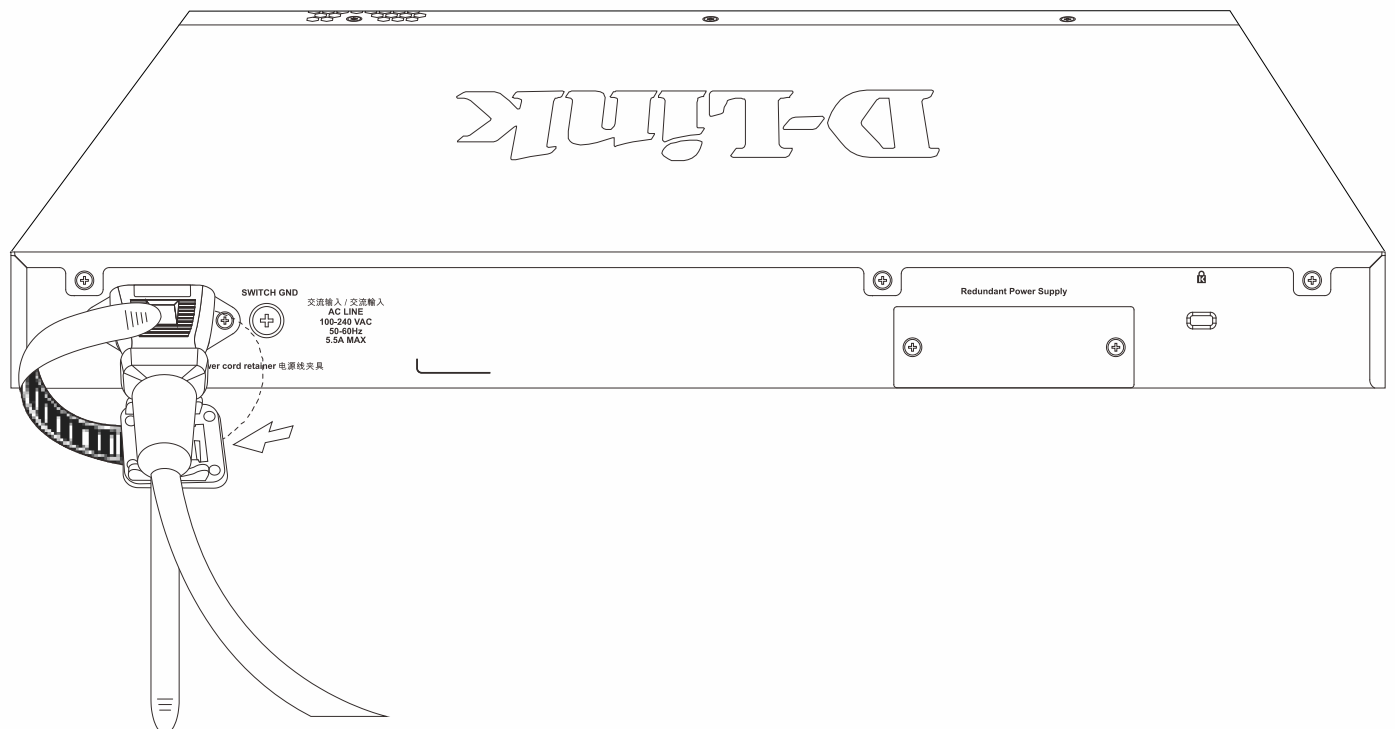 D-Link
SWITCH GND
交流输入 / 交流輸入
AC LINE
100-240 VAC
50-60Hz
5.5A MAX
wer cord retainer 电源线夹具
Redundant Power Supply
K